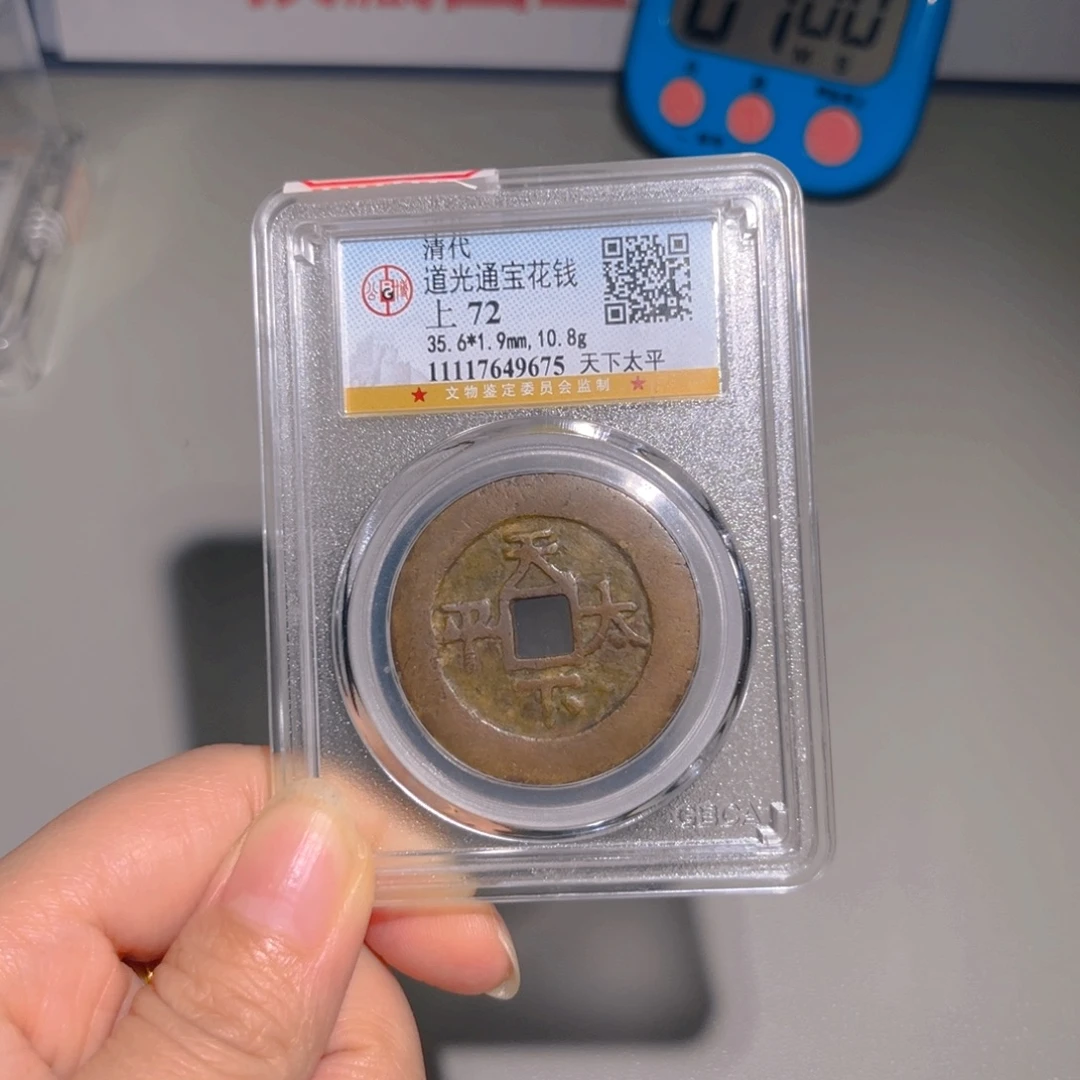 清代
道光通宝花钱
上 72
35.6*1.9mm,10.8g
11117649675 天下太平
文物鉴定委员会监制
天
平 太
下
GBCA